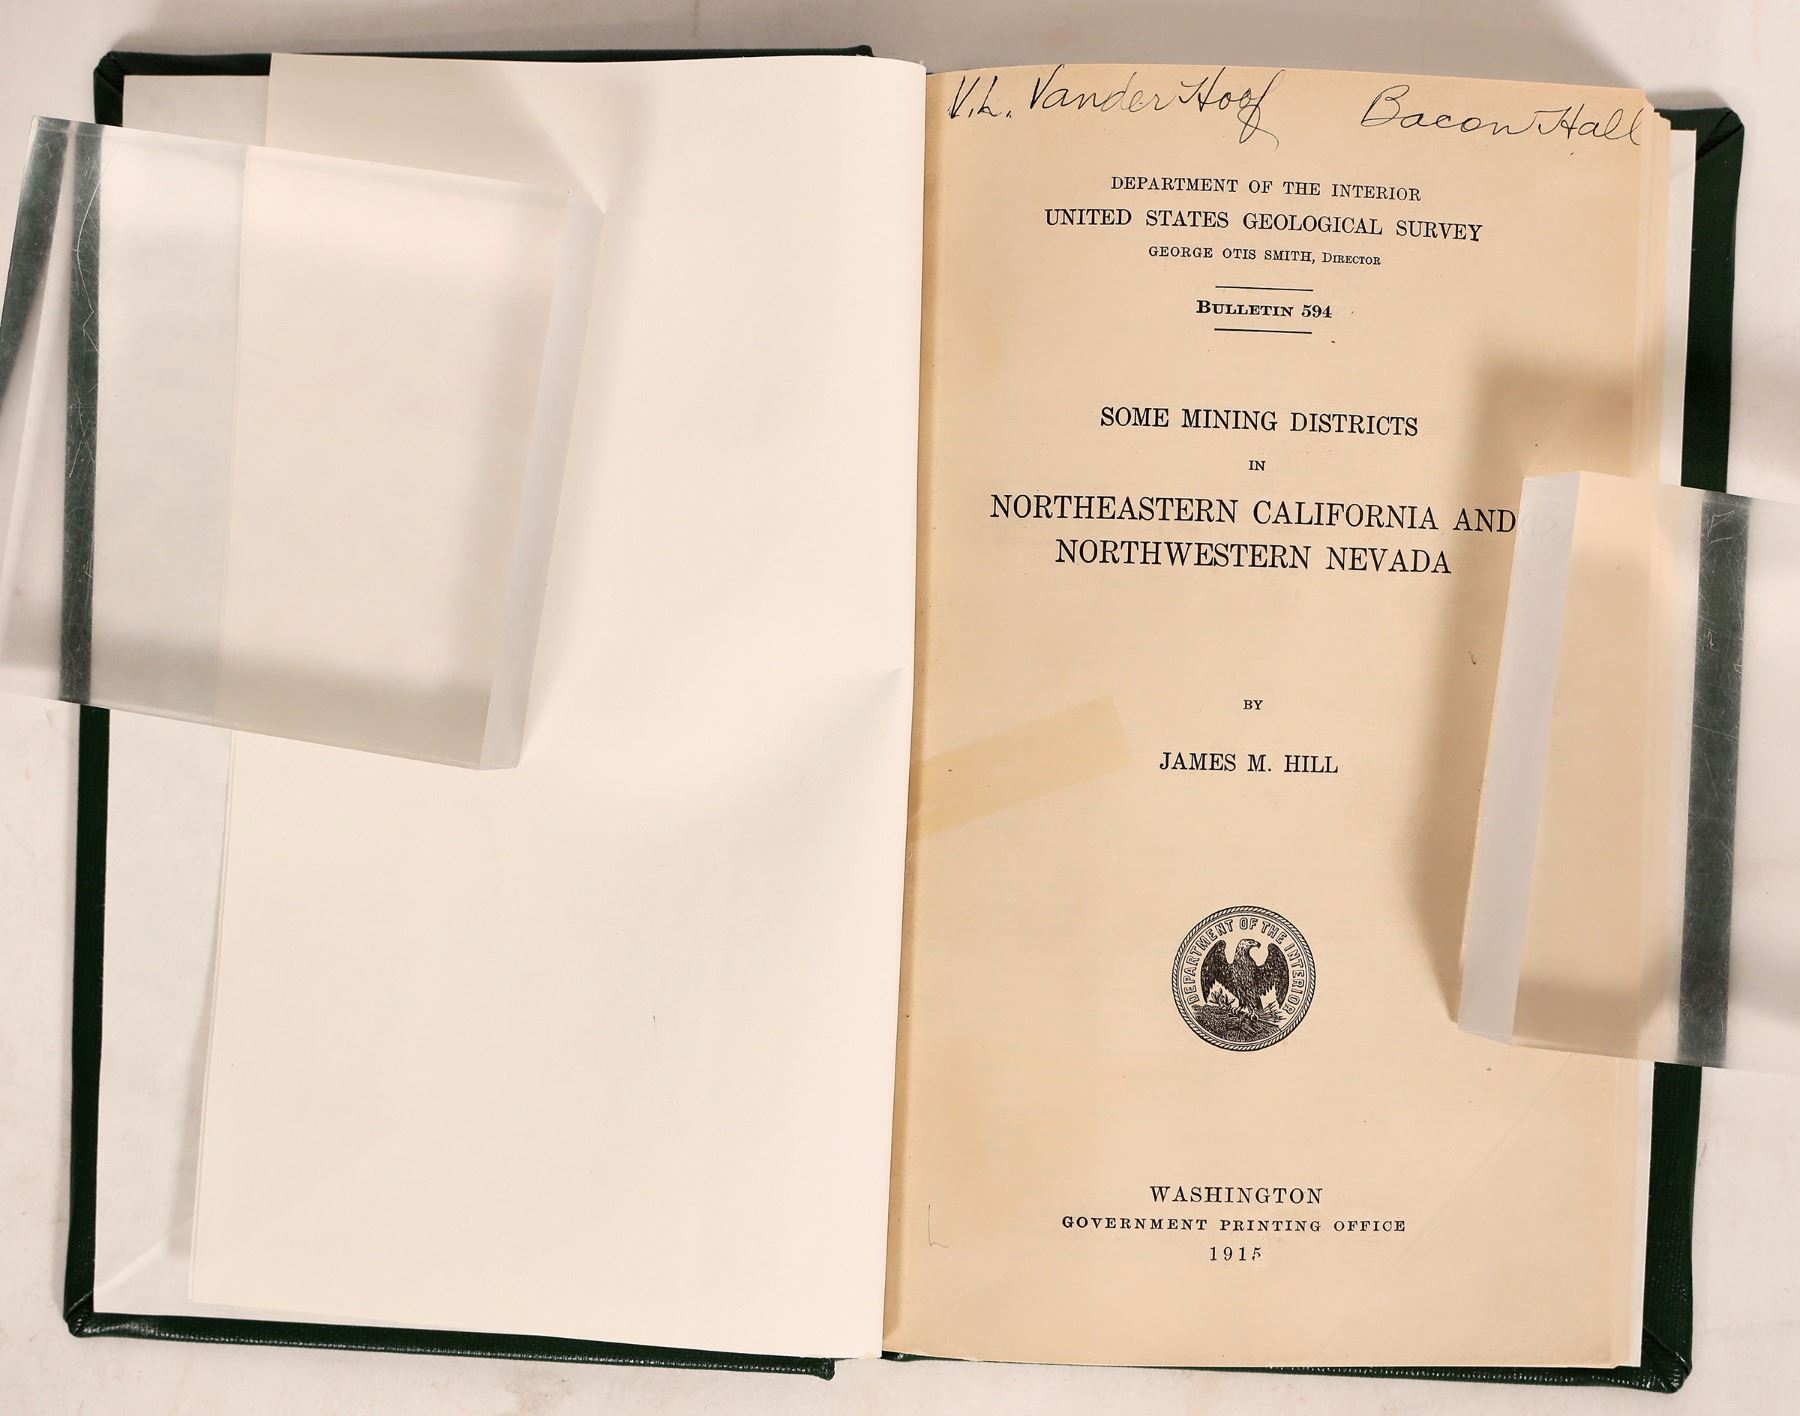 V.L. VanderHoof Bacon Hall
DEPARTMENT OF THE INTERIOR
UNITED STATES GEOLOGICAL SURVEY
GEORGE OTIS SMITH, DIRECTOR
BULLETIN 594
SOME MINING DISTRICTS
IN
NORTHEASTERN CALIFORNIA AND
NORTHWESTERN NEVADA
BY
JAMES M. HILL
DEPARTMENT OF THE INTERIOR
WASHINGTON
GOVERNMENT PRINTING OFFICE
1915